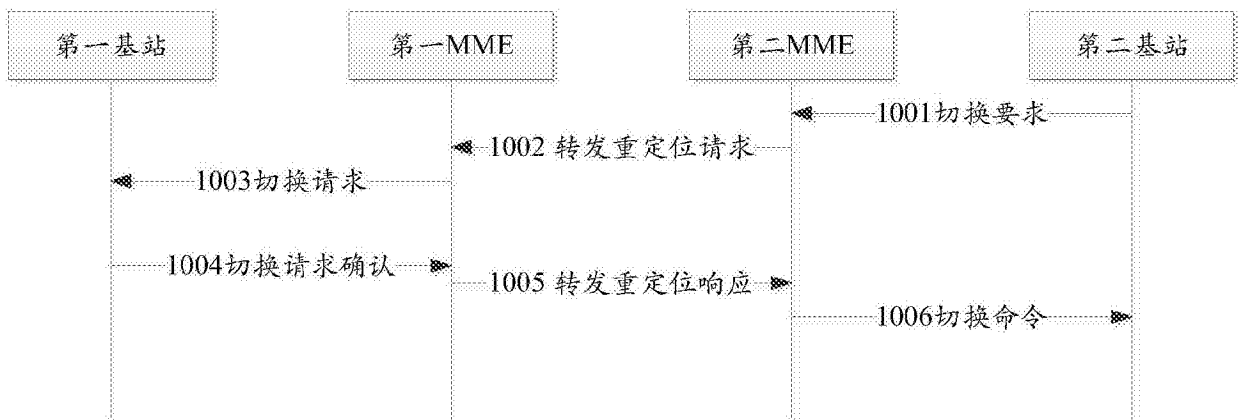 第一基站
第一MME
第二MME
第二基站
1001切换要求
1002 转发重定位请求
1003切换请求
1004切换请求确认
1005 转发重定位响应
1006切换命令